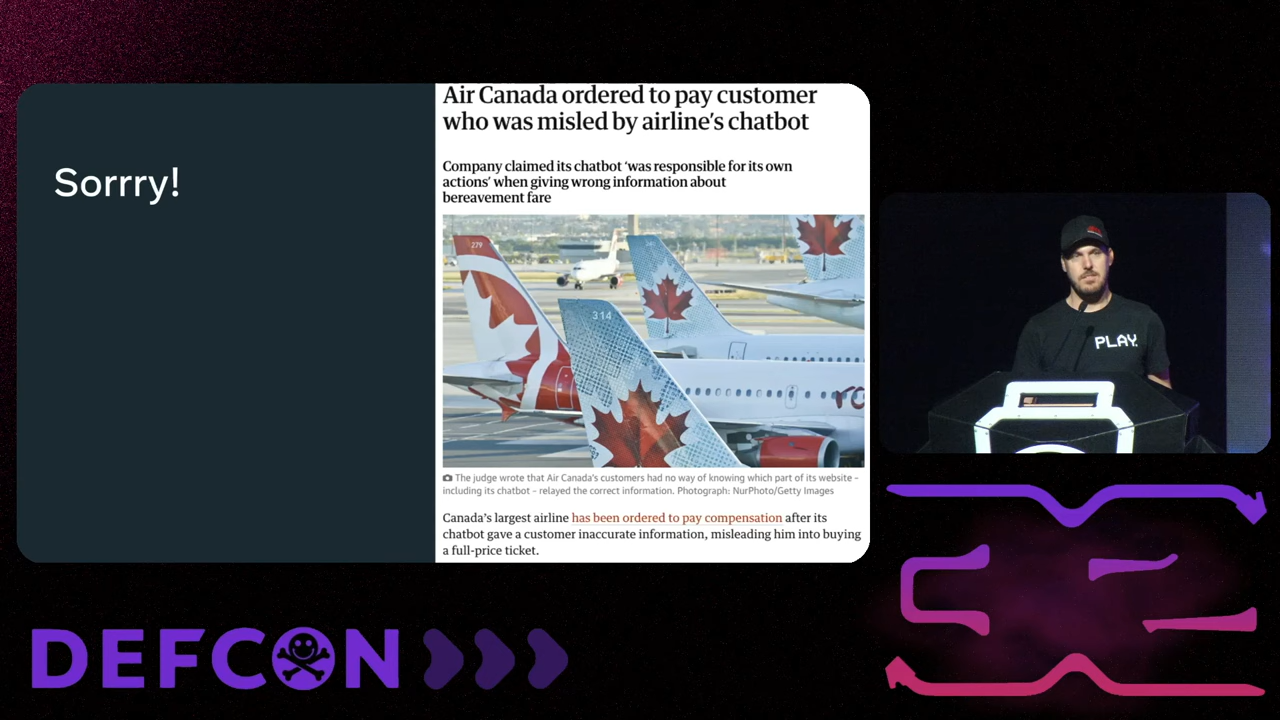 Sorrry!
Air Canada ordered to pay customer
who was misled by airline's chatbot
Company claimed its chatbot ‘was responsible for its own
actions’ when giving wrong information about
bereavement fare
279
240
314
The judge wrote that Air Canada's customers had no way of knowing which part of its website –
including its chatbot – relayed the correct information. Photograph: NurPhoto/Getty Images
Canada's largest airline has been ordered to pay compensation after its
chatbot gave a customer inaccurate information, misleading him into buying
a full-price ticket.
PLAY.
DEFCON